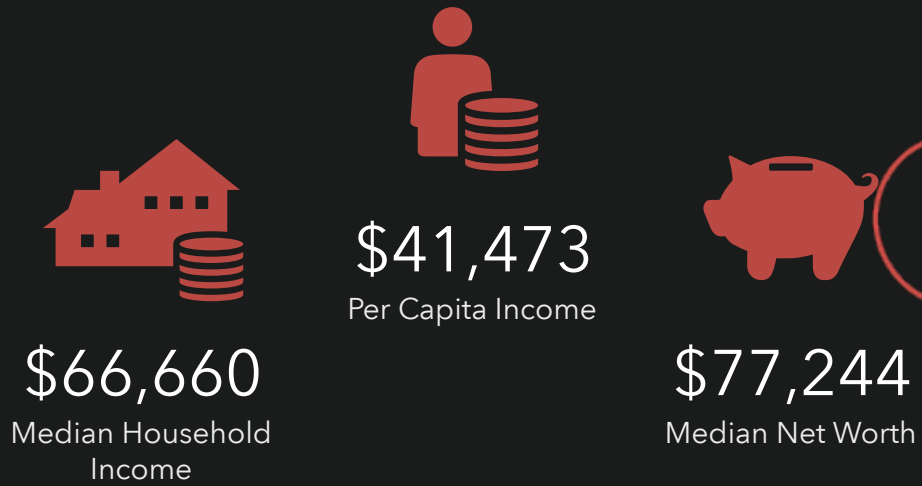 $41,473
Per Capita Income
$66,660
Median Household
Income
$77,244
Median Net Worth